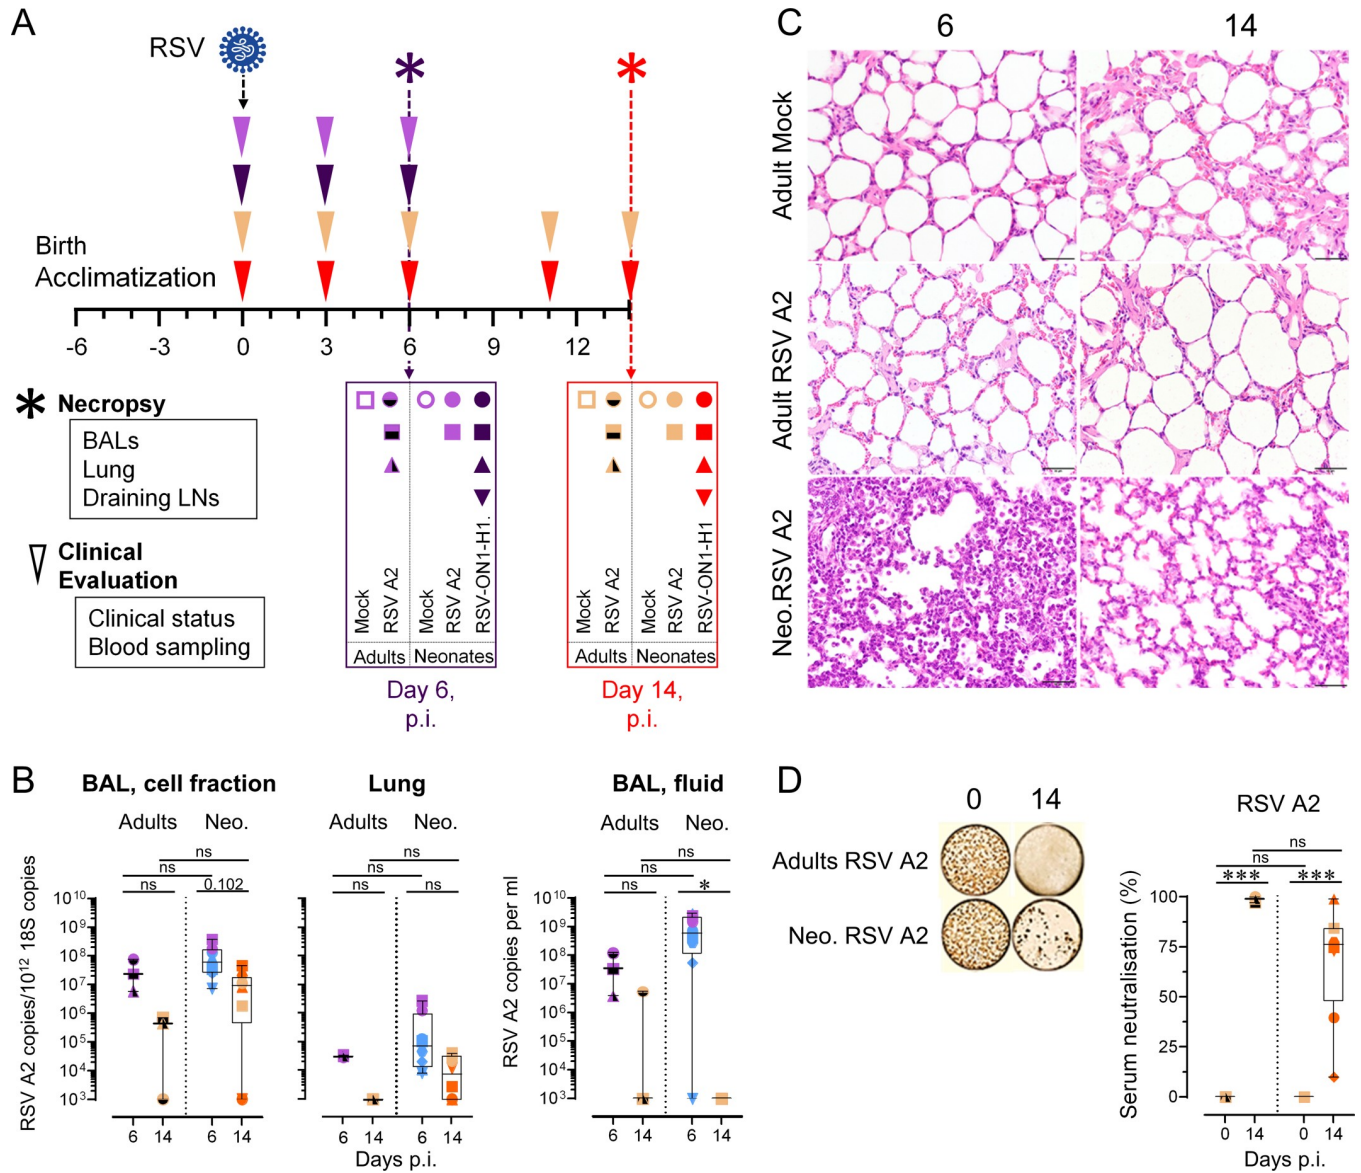 A
RSV
Birth
Acclimatization
-6 -3 0 3 6 9 12
Necropsy
BALs
Lung
Draining LNs
Clinical
Evaluation
Clinical status
Blood sampling
Mock
RSV A2
Mock
RSV A2
RSV-ON1-H1.
Adults
Neonates
Day 6,
p.i.
Mock
RSV A2
Mock
RSV A2
RSV-ON1-H1
Adults
Neonates
Day 14,
p.i.
B
BAL, cell fraction
Adults Neo.
ns
ns
ns 0.102
RSV A2 copies/10¹² 18S copies
10¹⁰
10⁹
10⁸
10⁷
10⁶
10⁵
10⁴
10³
6 14 6 14
Lung
Adults Neo.
ns
ns
ns ns
6 14 6 14
Days p.i.
BAL, fluid
Adults Neo.
ns
ns
ns *
RSV A2 copies per ml
10¹⁰
10⁹
10⁸
10⁷
10⁶
10⁵
10⁴
10³
6 14 6 14
C
6 14
Adult Mock
Adult RSV A2
Neo.RSV A2
D
0 14
Adults RSV A2
Neo. RSV A2
RSV A2
ns
ns
*** ***
Serum neutralisation (%)
100
75
50
25
0
0 14 0 14
Days p.i.